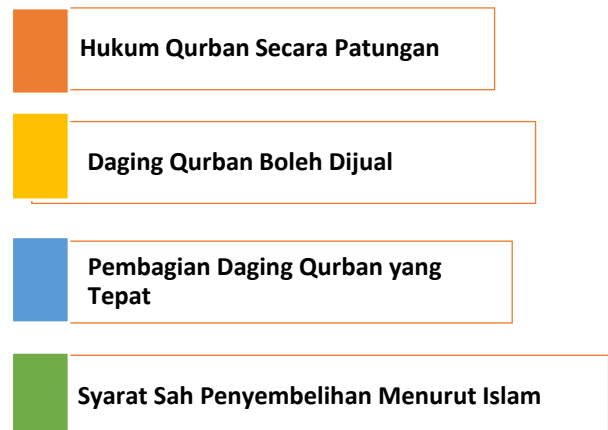 Hukum Qurban Secara Patungan
Daging Qurban Boleh Dijual
Pembagian Daging Qurban yang
Tepat
Syarat Sah Penyembelihan Menurut Islam